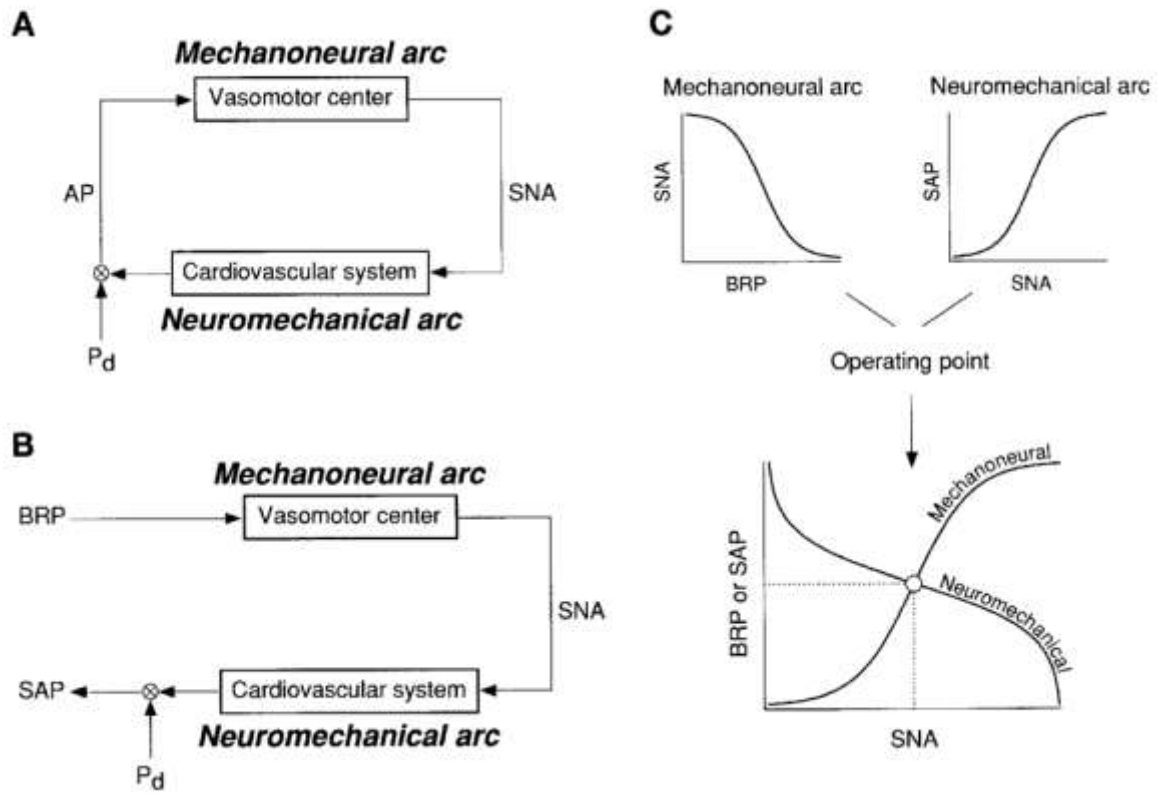 A
Mechanoneural arc
Vasomotor center
AP
SNA
Cardiovascular system
Neuromechanical arc
Pd
B
Mechanoneural arc
BRP
Vasomotor center
SNA
SAP
Cardiovascular system
Neuromechanical arc
Pd
C
Mechanoneural arc
Neuromechanical arc
SNA
BRP
SAP
SNA
Operating point
BRP or SAP
Mechanoneural
Neuromechanical
SNA